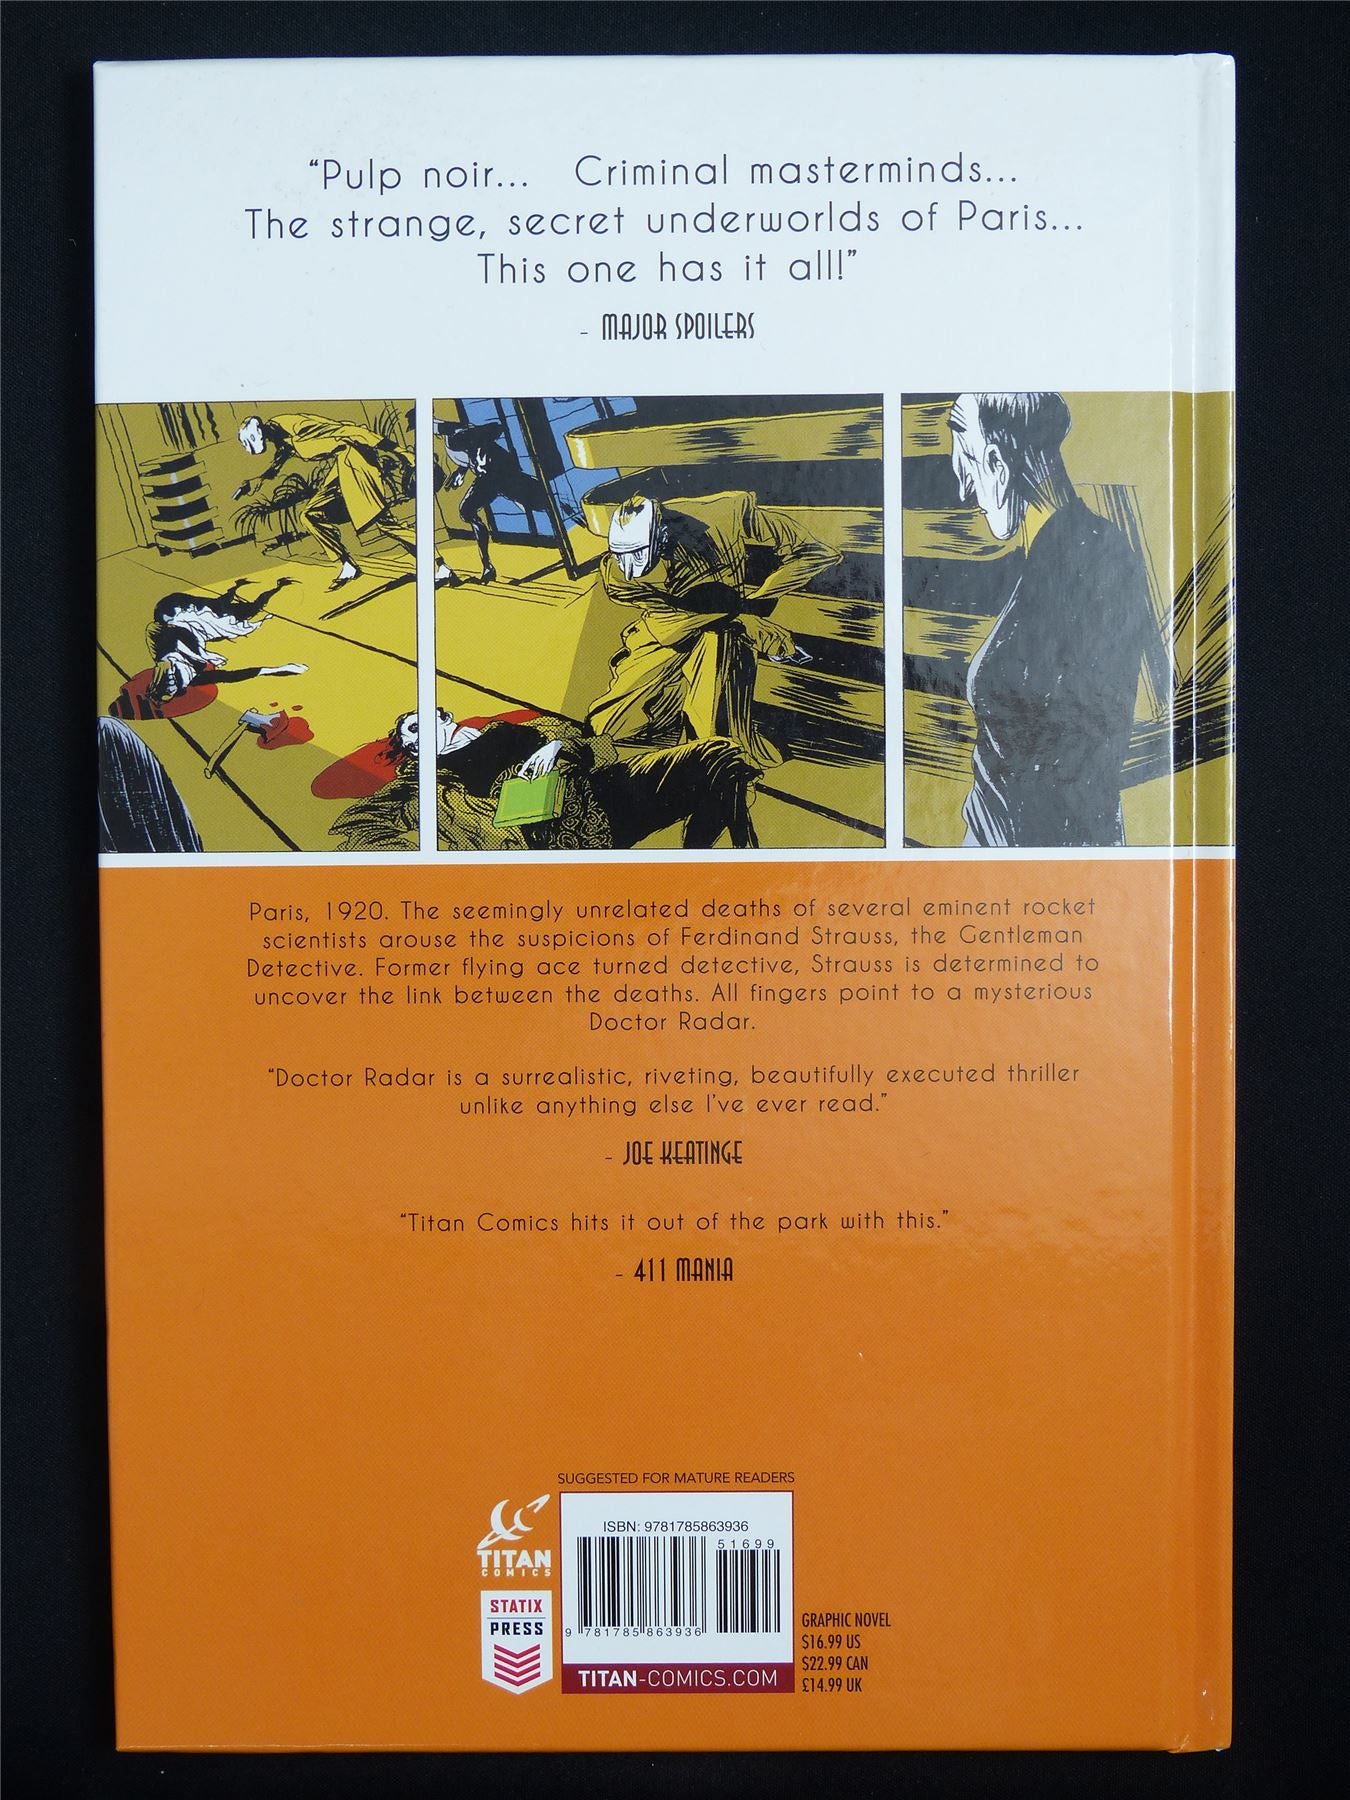 “Pulp noir... Criminal masterminds...
The strange, secret underworlds of Paris...
This one has it all!”
- MAJOR SPOILERS
Paris, 1920. The seemingly unrelated deaths of several eminent rocket
scientists arouse the suspicions of Ferdinand Strauss, the Gentleman
Detective. Former flying ace turned detective, Strauss is determined to
uncover the link between the deaths. All fingers point to a mysterious
Doctor Radar.
“Doctor Radar is a surrealistic, riveting, beautifully executed thriller
unlike anything else I’ve ever read.”
- JOE KEATINGE
“Titan Comics hits it out of the park with this.”
- 411 MANIA
SUGGESTED FOR MATURE READERS
TITAN
COMICS
STATIX
PRESS
ISBN: 9781785863936
51699
9 781785 863936
TITAN-COMICS.COM
GRAPHIC NOVEL
$16.99 US
$22.99 CAN
£14.99 UK